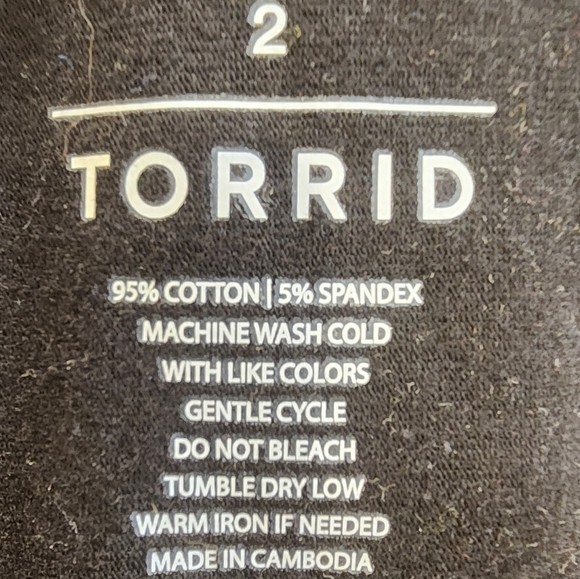 2
TORRID
95% COTTON | 5% SPANDEX
MACHINE WASH COLD
WITH LIKE COLORS
GENTLE CYCLE
DO NOT BLEACH
TUMBLE DRY LOW
WARM IRON IF NEEDED
MADE IN CAMBODIA